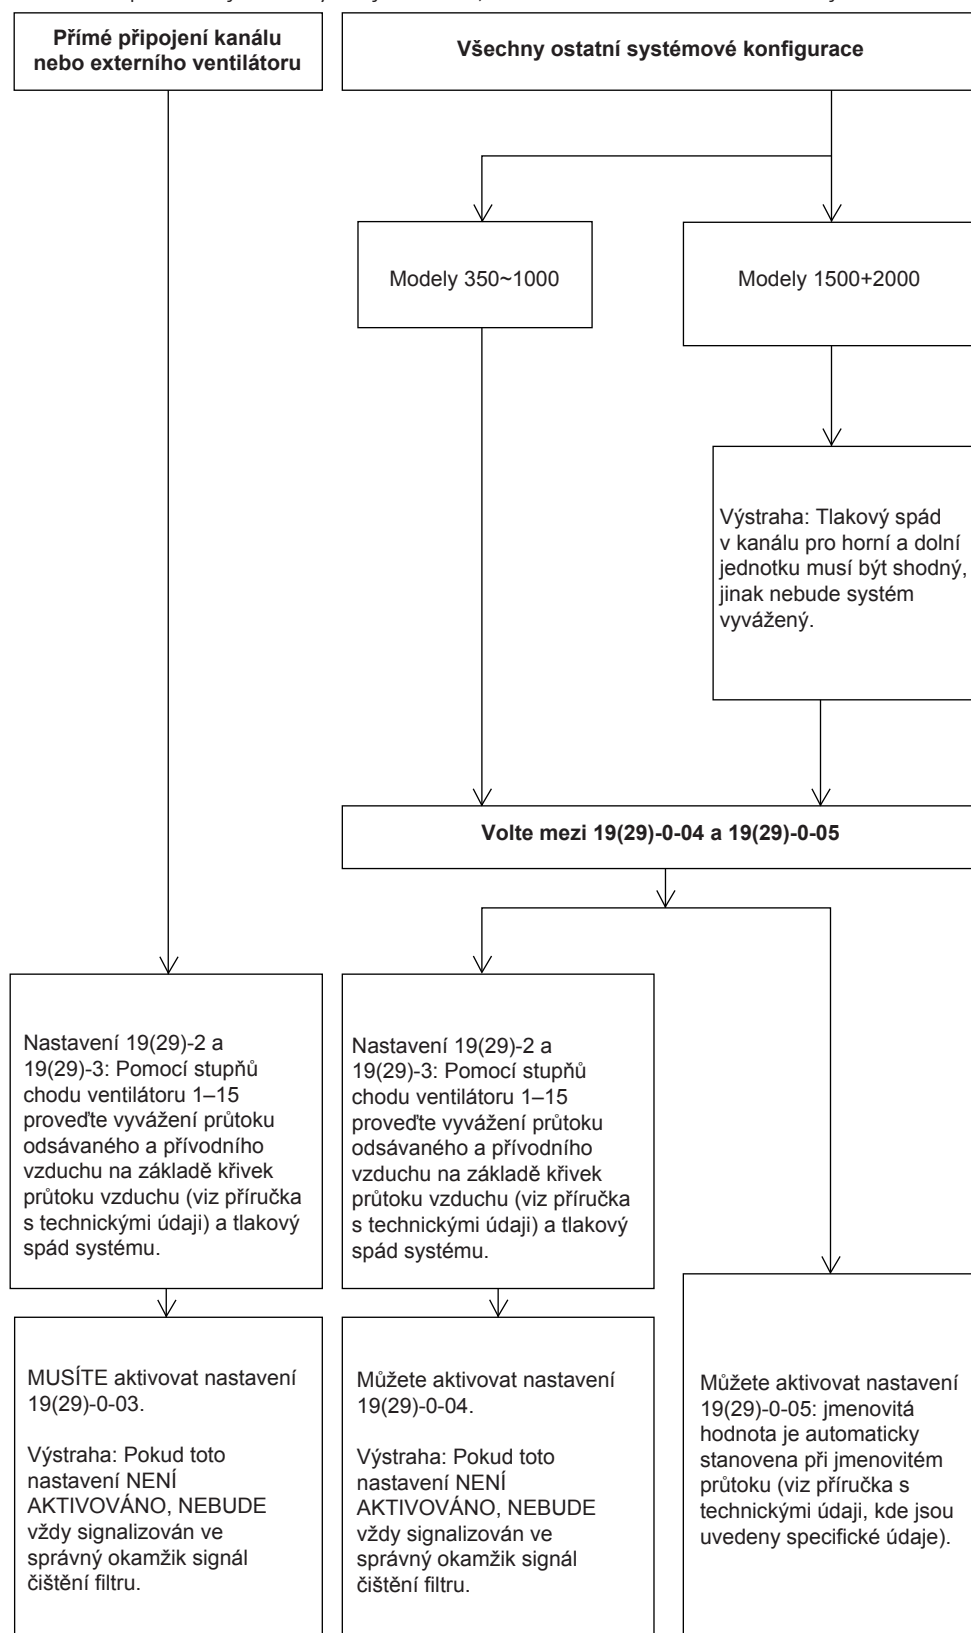 Přímé připojení kanálu
nebo externího ventilátoru
Všechny ostatní systémové konfigurace
Modely 350~1000
Modely 1500+2000
Výstraha: Tlakový spád
v kanálu pro horní a dolní
jednotku musí být shodný,
jinak nebude systém
vyvážený.
Volte mezi 19(29)-0-04 a 19(29)-0-05
Nastavení 19(29)-2 a
19(29)-3: Pomocí stupňů
chodu ventilátoru 1–15
proveďte vyvážení průtoku
odsávaného a přívodního
vzduchu na základě křivek
průtoku vzduchu (viz příručka
s technickými údaji) a tlakový
spád systému.
Nastavení 19(29)-2 a
19(29)-3: Pomocí stupňů
chodu ventilátoru 1–15
proveďte vyvážení průtoku
odsávaného a přívodního
vzduchu na základě křivek
průtoku vzduchu (viz příručka
s technickými údaji) a tlakový
spád systému.
MUSÍTE aktivovat nastavení
19(29)-0-03.
Výstraha: Pokud toto
nastavení NENÍ
AKTIVOVÁNO, NEBUDE
vždy signalizován ve
správný okamžik signál
čištění filtru.
Můžete aktivovat nastavení
19(29)-0-04.
Výstraha: Pokud toto
nastavení NENÍ
AKTIVOVÁNO, NEBUDE
vždy signalizován ve
správný okamžik signál
čištění filtru.
Můžete aktivovat nastavení
19(29)-0-05: jmenovitá
hodnota je automaticky
stanovena při jmenovitém
průtoku (viz příručka s
technickými údaji, kde jsou
uvedeny specifické údaje).